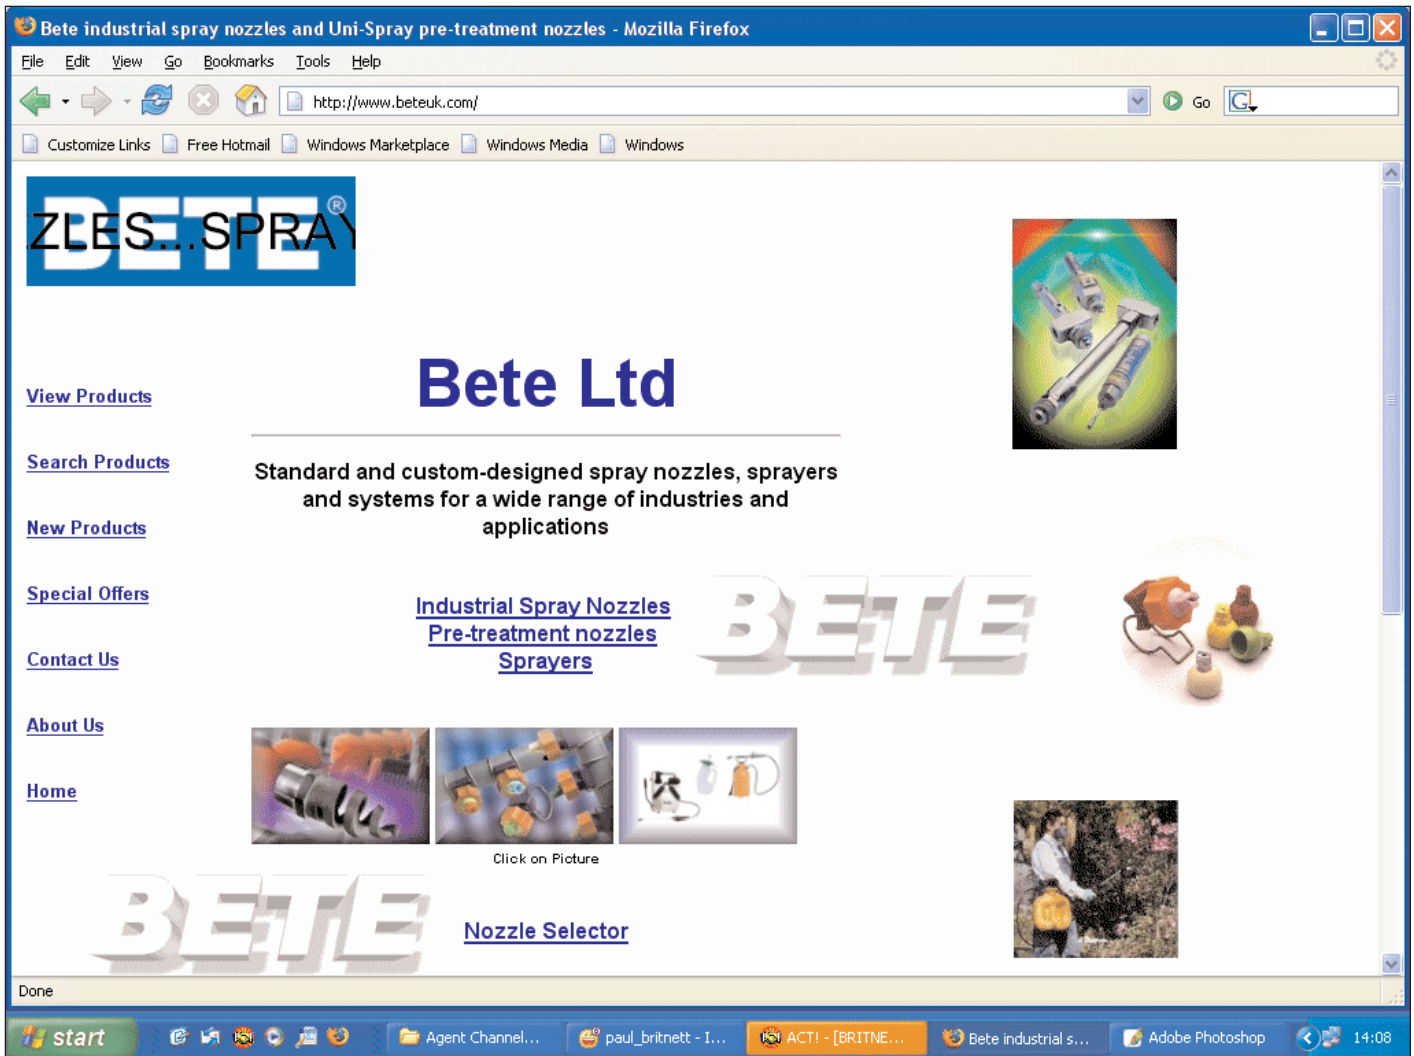 Bete industrial spray nozzles and Uni-Spray pre-treatment nozzles - Mozilla Firefox
File Edit View Go Bookmarks Tools Help
http://www.beteuk.com/ Go G
Customize Links Free Hotmail Windows Marketplace Windows Media Windows
BETE®
ZLES...SPRAY
Bete Ltd
View Products
Search Products
New Products
Special Offers
Contact Us
About Us
Home
Standard and custom-designed spray nozzles, sprayers
and systems for a wide range of industries and
applications
Industrial Spray Nozzles
Pre-treatment nozzles
Sprayers
BETE
Click on Picture
BETE
Nozzle Selector
Done
start Agent Channel... paul_britnett - I... ACT! - [BRITNE... Bete industrial s... Adobe Photoshop 14:08